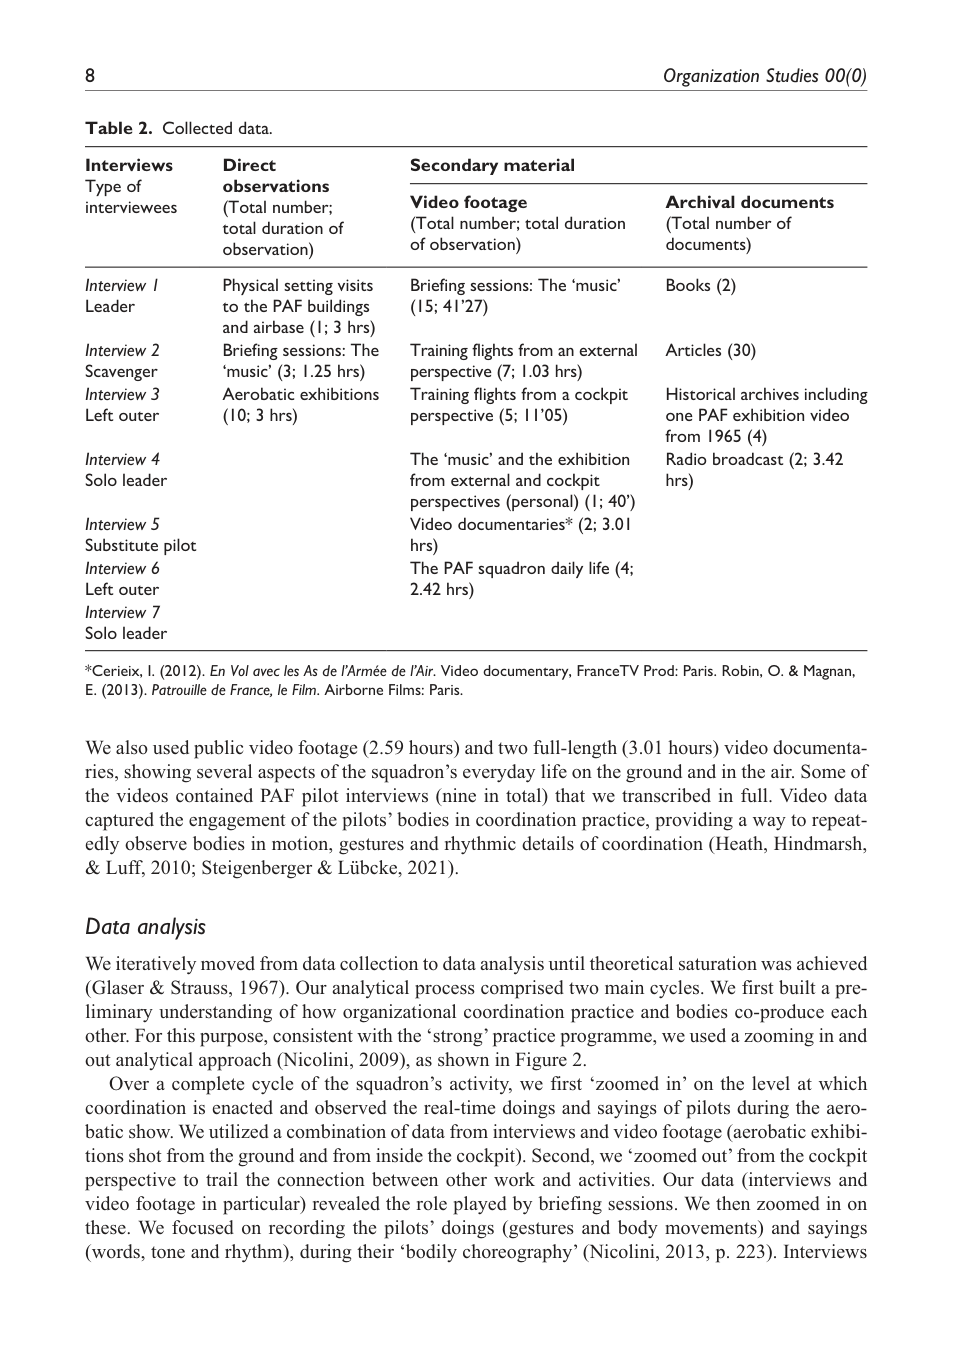 8
Organization Studies 00(0)
Table 2. Collected data.
Interviews
Type of
interviewees
Direct
observations
(Total number;
total duration of
observation)
Secondary material
Video footage
(Total number; total duration
of observation)
Archival documents
(Total number of
documents)
Interview 1
Leader
Physical setting visits
to the PAF buildings
and airbase (1; 3 hrs)
Briefing sessions: The ‘music’
(15; 41’27)
Books (2)
Interview 2
Scavenger
Briefing sessions: The
‘music’ (3; 1.25 hrs)
Training flights from an external
perspective (7; 1.03 hrs)
Articles (30)
Interview 3
Left outer
Aerobatic exhibitions
(10; 3 hrs)
Training flights from a cockpit
perspective (5; 11’05)
Historical archives including
one PAF exhibition video
from 1965 (4)
Interview 4
Solo leader
The ‘music’ and the exhibition
from external and cockpit
perspectives (personal) (1; 40’)
Radio broadcast (2; 3.42
hrs)
Interview 5
Substitute pilot
Video documentaries* (2; 3.01
hrs)
Interview 6
Left outer
The PAF squadron daily life (4;
2.42 hrs)
Interview 7
Solo leader
*Cerieix, I. (2012). En Vol avec les As de l’Armée de l’Air. Video documentary, FranceTV Prod: Paris. Robin, O. & Magnan,
E. (2013). Patrouille de France, le Film. Airborne Films: Paris.
We also used public video footage (2.59 hours) and two full-length (3.01 hours) video documenta-
ries, showing several aspects of the squadron’s everyday life on the ground and in the air. Some of
the videos contained PAF pilot interviews (nine in total) that we transcribed in full. Video data
captured the engagement of the pilots’ bodies in coordination practice, providing a way to repeat-
edly observe bodies in motion, gestures and rhythmic details of coordination (Heath, Hindmarsh,
& Luff, 2010; Steigenberger & Lübcke, 2021).
Data analysis
We iteratively moved from data collection to data analysis until theoretical saturation was achieved
(Glaser & Strauss, 1967). Our analytical process comprised two main cycles. We first built a pre-
liminary understanding of how organizational coordination practice and bodies co-produce each
other. For this purpose, consistent with the ‘strong’ practice programme, we used a zooming in and
out analytical approach (Nicolini, 2009), as shown in Figure 2.
Over a complete cycle of the squadron’s activity, we first ‘zoomed in’ on the level at which
coordination is enacted and observed the real-time doings and sayings of pilots during the aero-
batic show. We utilized a combination of data from interviews and video footage (aerobatic exhibi-
tions shot from the ground and from inside the cockpit). Second, we ‘zoomed out’ from the cockpit
perspective to trail the connection between other work and activities. Our data (interviews and
video footage in particular) revealed the role played by briefing sessions. We then zoomed in on
these. We focused on recording the pilots’ doings (gestures and body movements) and sayings
(words, tone and rhythm), during their ‘bodily choreography’ (Nicolini, 2013, p. 223). Interviews